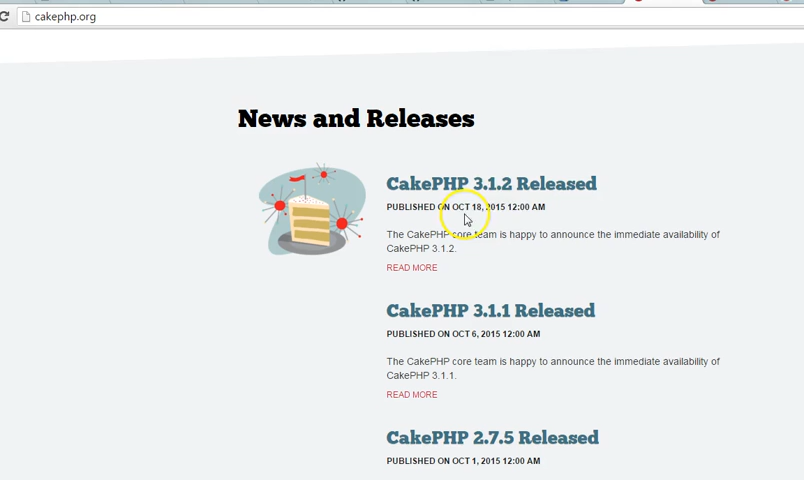 cakephp.org
News and Releases
CakePHP 3.1.2 Released
PUBLISHED ON OCT 18, 2015 12:00 AM
The CakePHP core team is happy to announce the immediate availability of
CakePHP 3.1.2.
READ MORE
CakePHP 3.1.1 Released
PUBLISHED ON OCT 6, 2015 12:00 AM
The CakePHP core team is happy to announce the immediate availability of
CakePHP 3.1.1.
READ MORE
CakePHP 2.7.5 Released
PUBLISHED ON OCT 1, 2015 12:00 AM